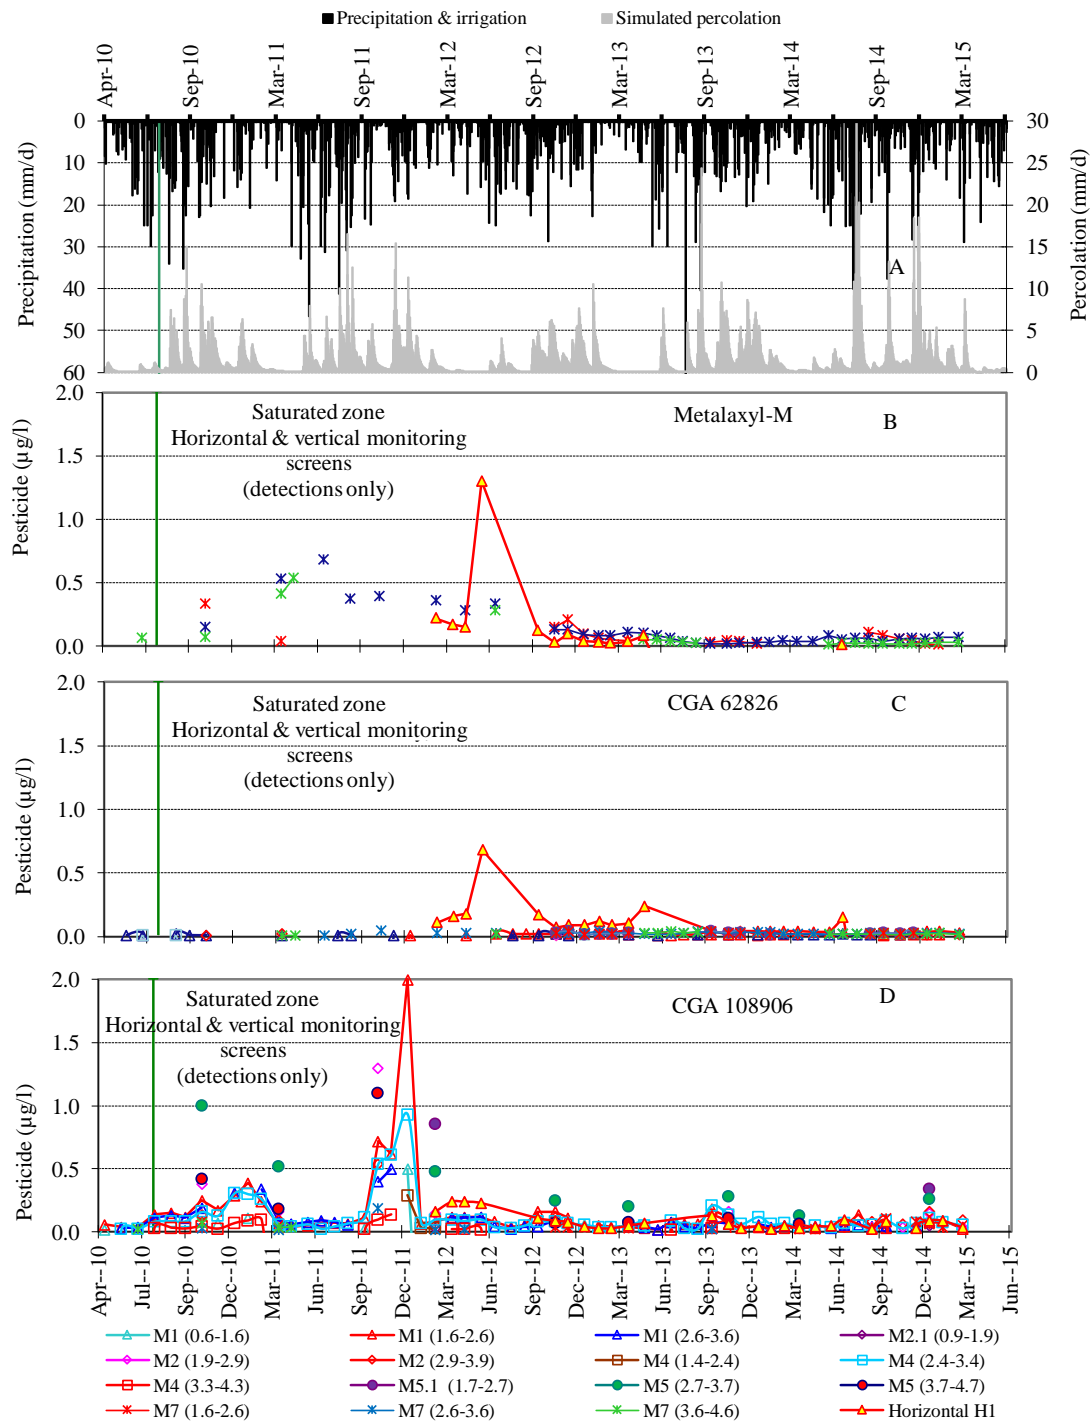 Precipitation & irrigation Simulated percolation
Apr-10 Sep-10 Mar-11 Sep-11 Mar-12 Sep-12 Mar-13 Sep-13 Mar-14 Sep-14 Mar-15
Precipitation (mm/d)
0
10
20
30
40
50
60
30
25
20
15
10
5
0
Percolation (mm/d)
A
Pesticide (µg/l)
2.0
1.5
1.0
0.5
0.0
Saturated zone
Horizontal & vertical monitoring
screens
(detections only)
Metalaxyl-M
B
Pesticide (µg/l)
2.0
1.5
1.0
0.5
0.0
Saturated zone
Horizontal & vertical monitoring
screens
(detections only)
CGA 62826
C
Pesticide (µg/l)
2.0
1.5
1.0
0.5
0.0
Saturated zone
Horizontal & vertical monitoring
screens
(detections only)
CGA 108906
D
Apr--10 Jul--10 Sep--10 Dec--10 Mar--11 Jun--11 Sep--11 Dec--11 Mar--12 Jun--12 Sep--12 Dec--12 Mar--13 Jun--13 Sep--13 Dec--13 Mar--14 Jun--14 Sep--14 Dec--14 Mar--15 Jun--15
M1 (0.6-1.6) M1 (1.6-2.6) M1 (2.6-3.6) M2.1 (0.9-1.9)
M2 (1.9-2.9) M2 (2.9-3.9) M4 (1.4-2.4) M4 (2.4-3.4)
M4 (3.3-4.3) M5.1 (1.7-2.7) M5 (2.7-3.7) M5 (3.7-4.7)
M7 (1.6-2.6) M7 (2.6-3.6) M7 (3.6-4.6) Horizontal H1